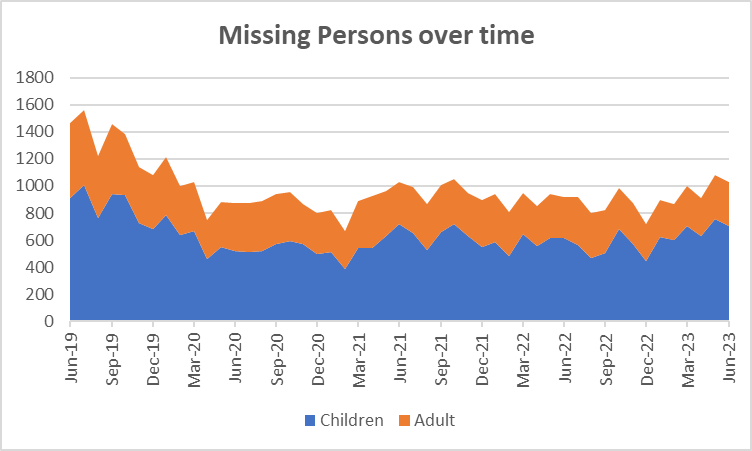 Missing Persons over time
1800
1600
1400
1200
1000
800
600
400
200
0
Jun-19
Sep-19
Dec-19
Mar-20
Jun-20
Sep-20
Dec-20
Mar-21
Jun-21
Sep-21
Dec-21
Mar-22
Jun-22
Sep-22
Dec-22
Mar-23
Jun-23
Children Adult